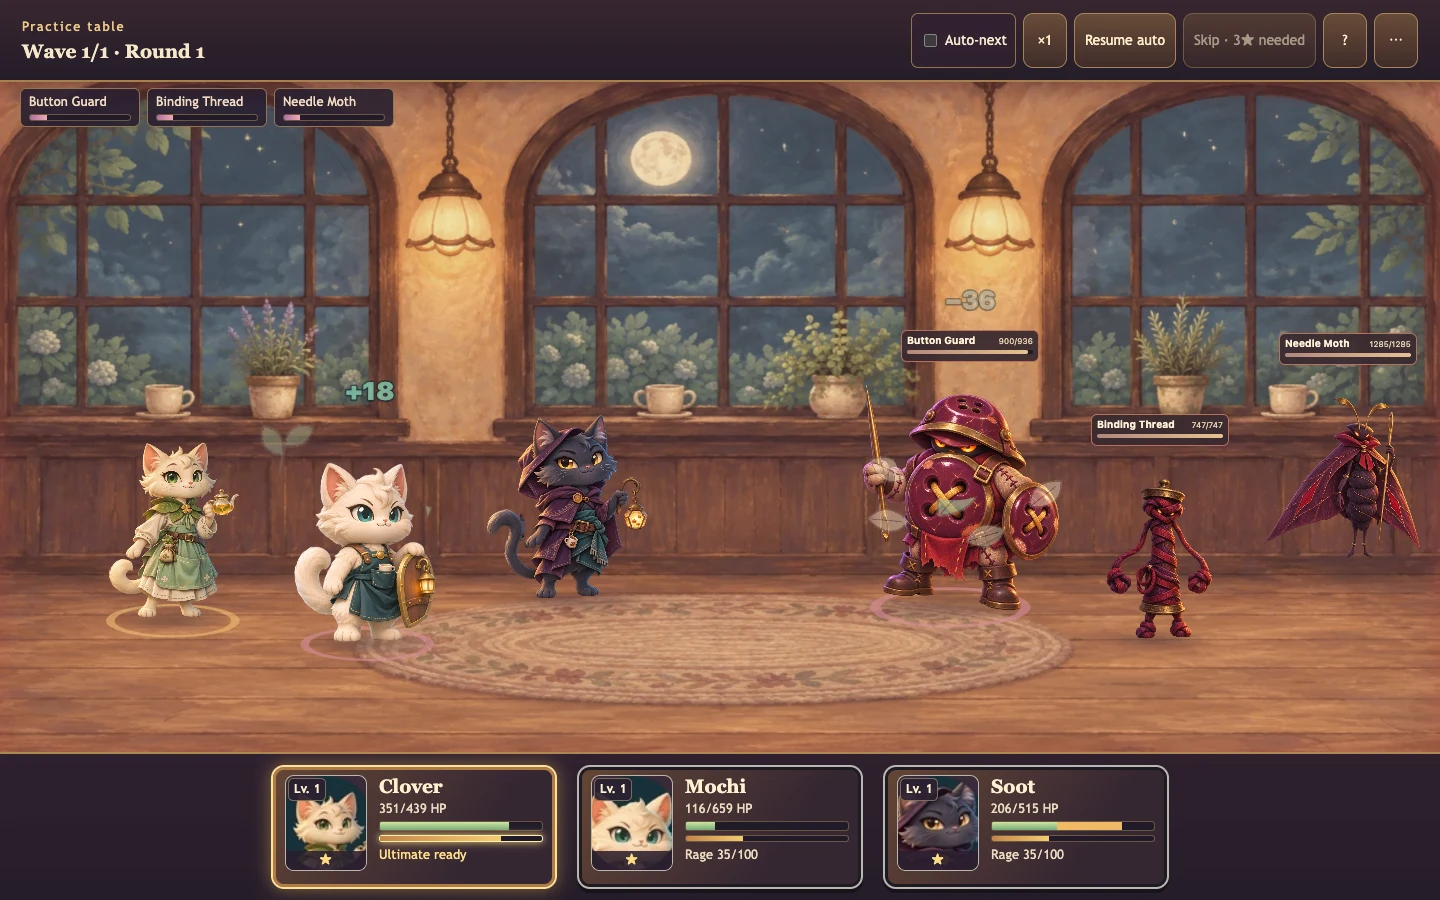 Practice table
Wave 1/1 · Round 1
Auto-next
×1
Resume auto
Skip · 3★ needed
?
···
Button Guard
Binding Thread
Needle Moth
–36
Button Guard 900/936
Needle Moth 1285/1285
+18
Binding Thread 747/747
Lv. 1
Clover
351/439 HP
Ultimate ready
Lv. 1
Mochi
116/659 HP
Rage 35/100
Lv. 1
Soot
206/515 HP
Rage 35/100